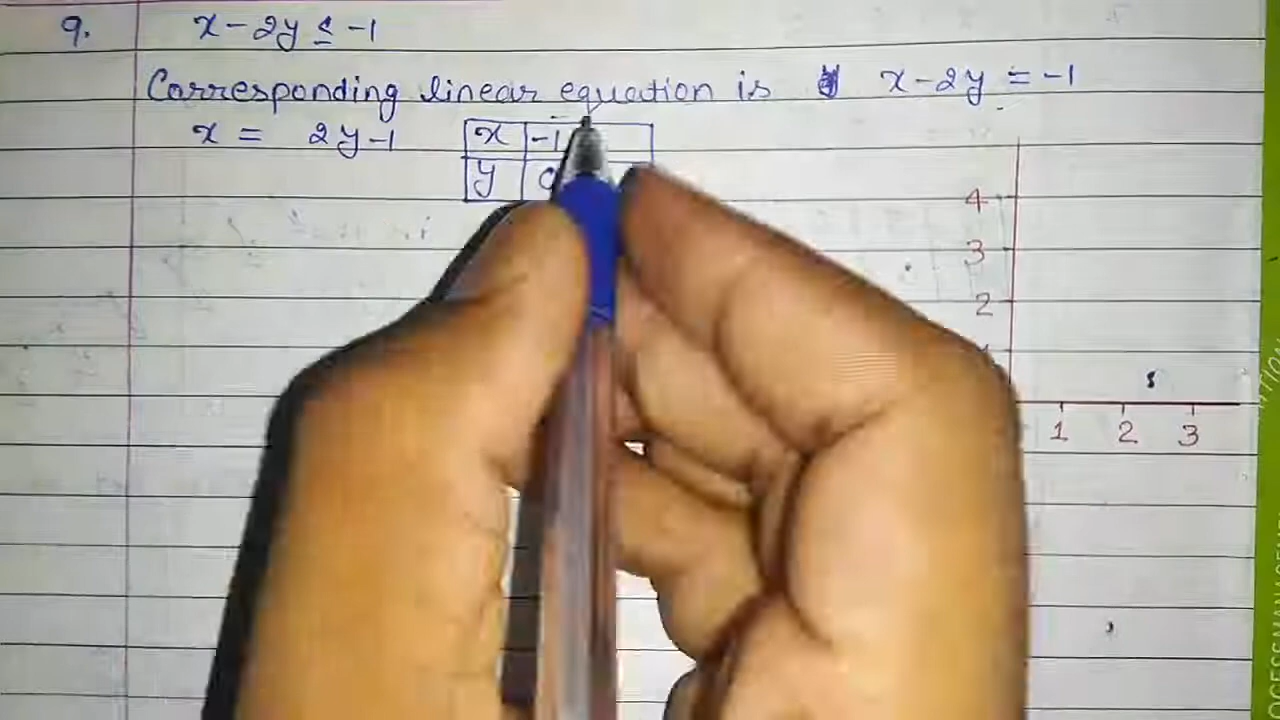 9. x - 2y ≤ -1
Corresponding linear equation is x - 2y = -1
x = 2y - 1
x -1
y 0
4
3
2
1 2 3